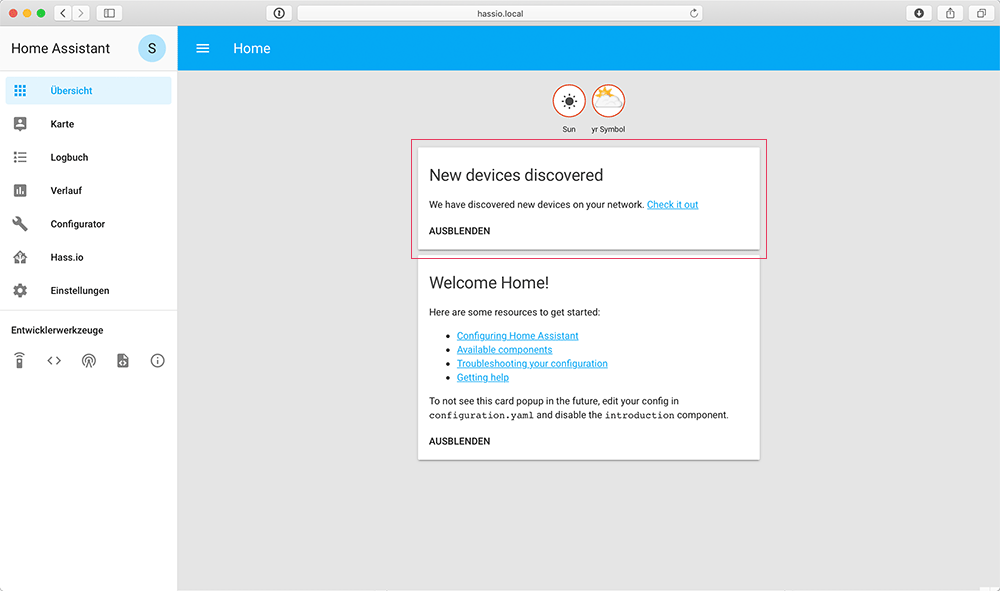 hassio.local
Home Assistant
S
Home
Übersicht
Karte
Logbuch
Verlauf
Configurator
Hass.io
Einstellungen
Entwicklerwerkzeuge
Sun
yr Symbol
New devices discovered
We have discovered new devices on your network. Check it out
AUSBLENDEN
Welcome Home!
Here are some resources to get started:
Configuring Home Assistant
Available components
Troubleshooting your configuration
Getting help
To not see this card popup in the future, edit your config in
configuration.yaml and disable the introduction component.
AUSBLENDEN